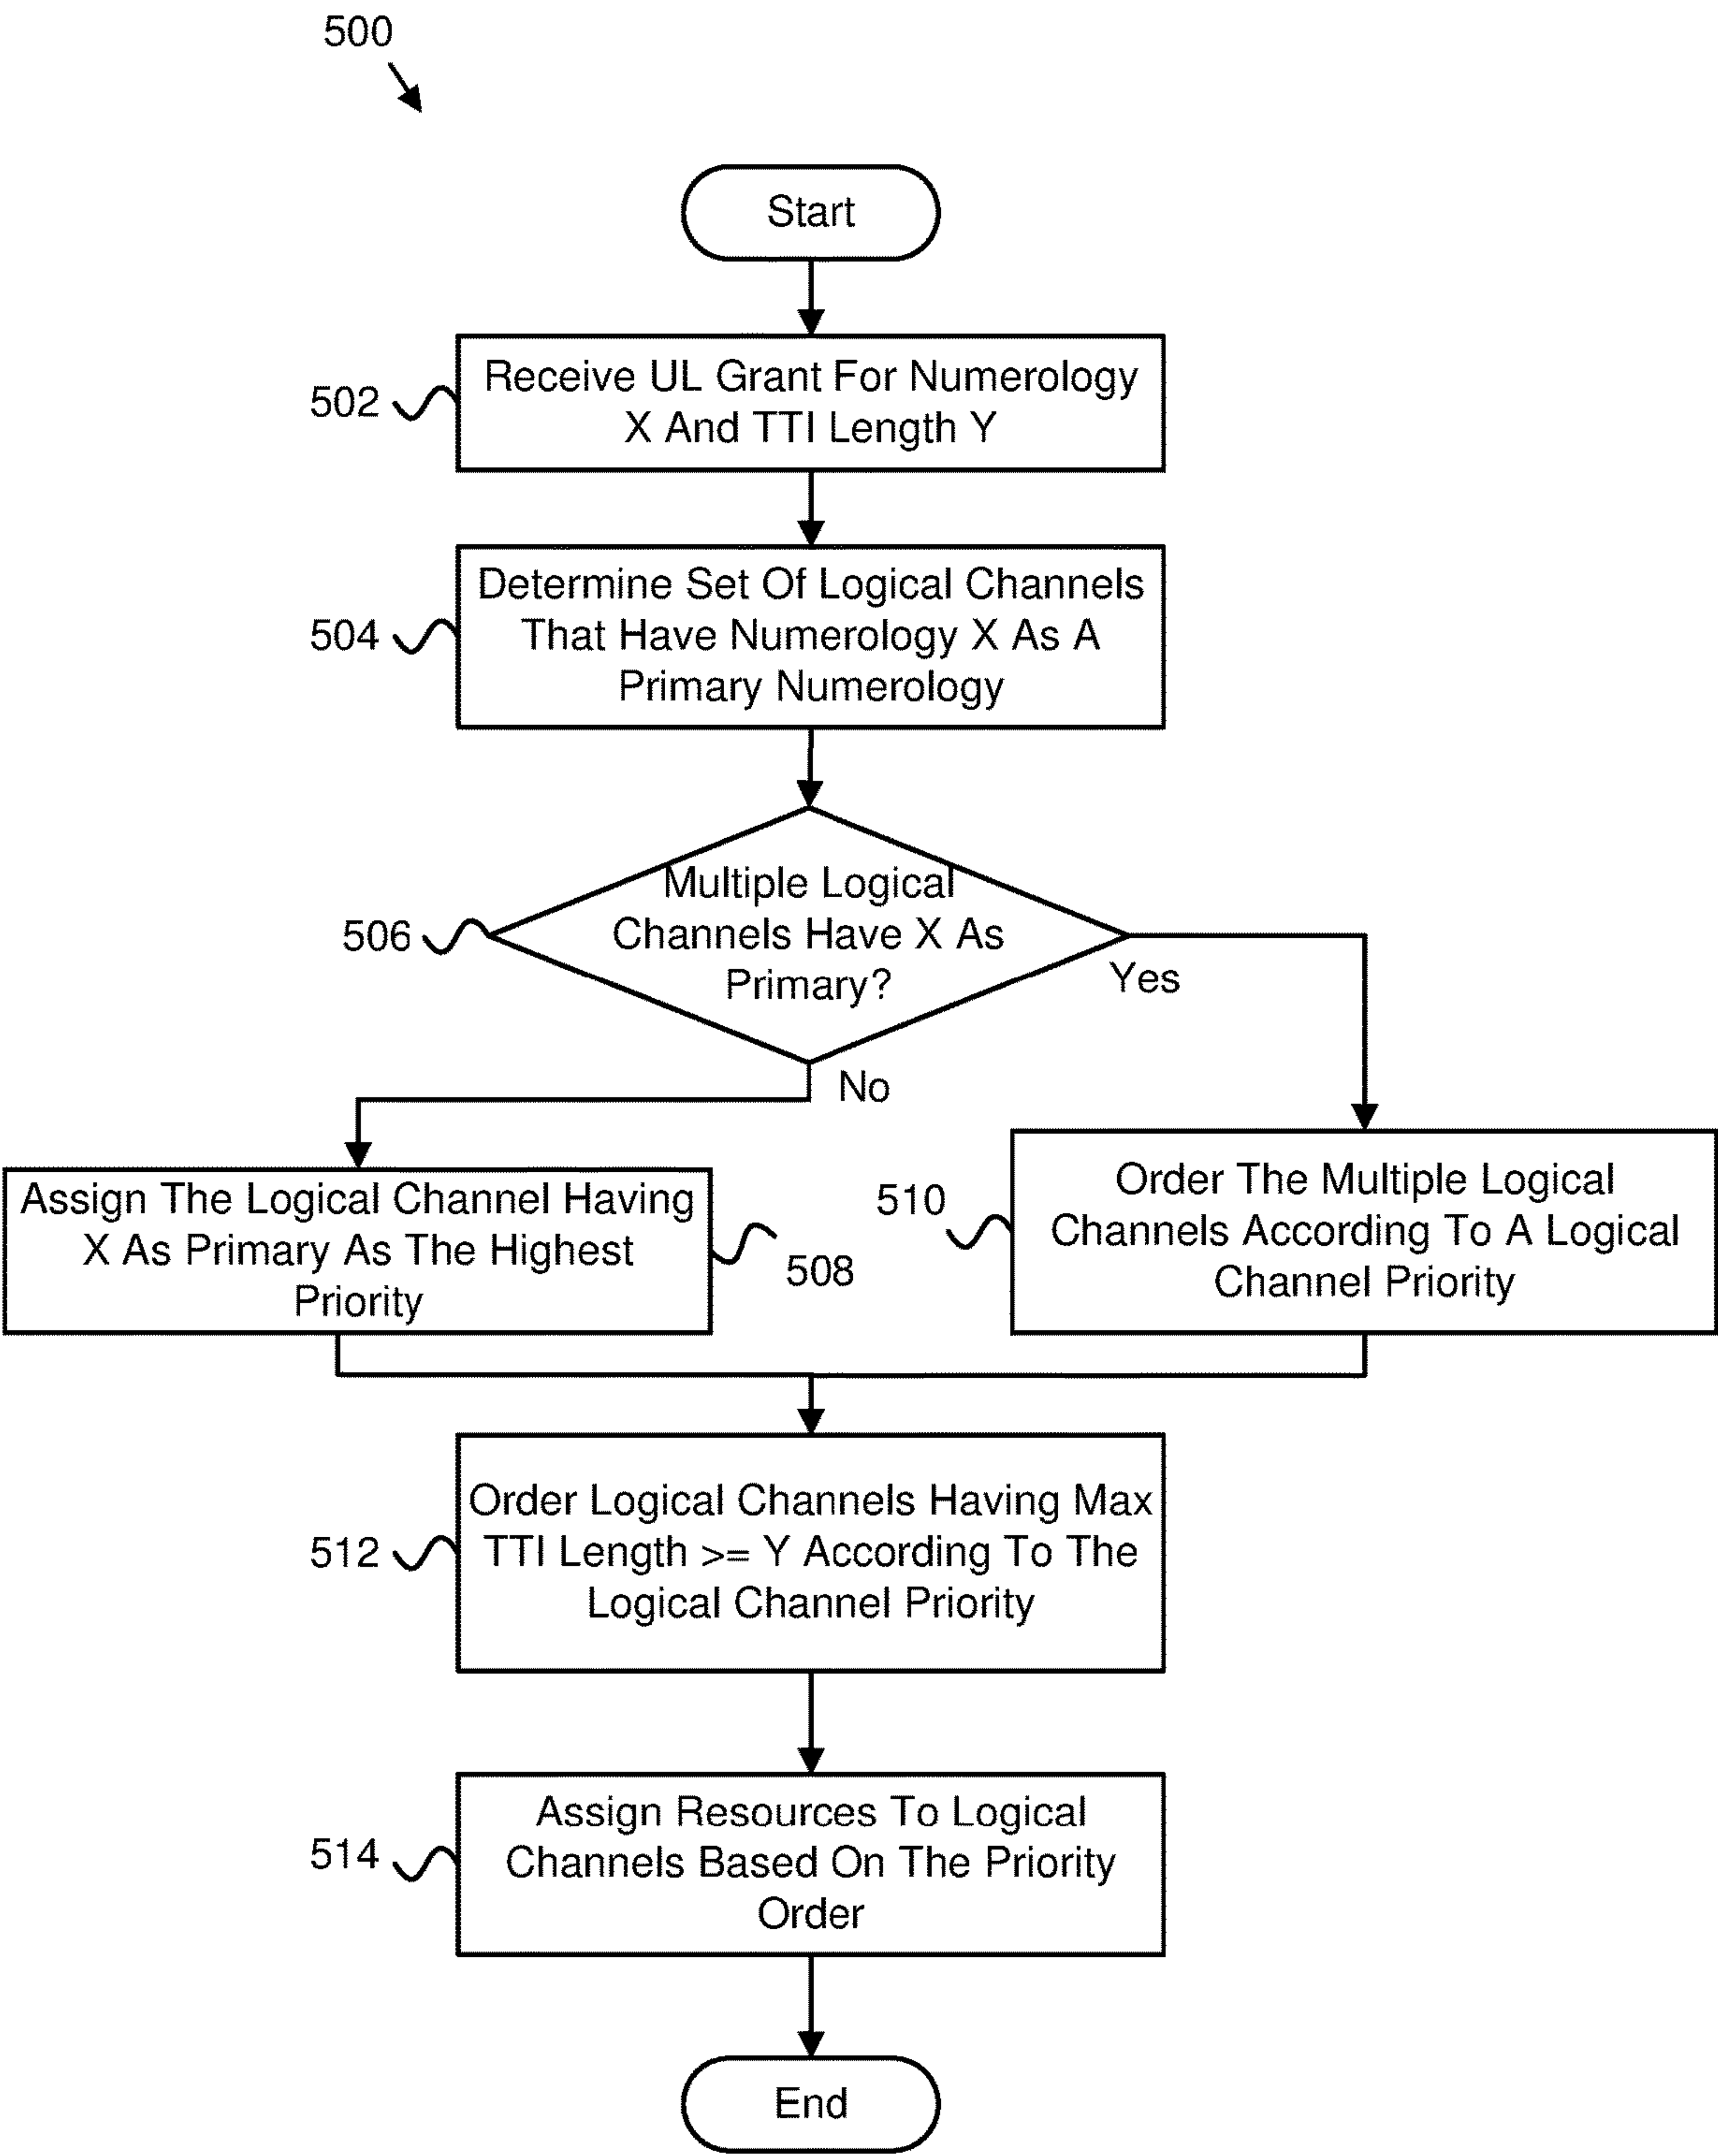 500
Start
502
Receive UL Grant For Numerology
X And TTI Length Y
504
Determine Set Of Logical Channels
That Have Numerology X As A
Primary Numerology
506
Multiple Logical
Channels Have X As
Primary?
Yes
No
Assign The Logical Channel Having
X As Primary As The Highest
Priority
508
510
Order The Multiple Logical
Channels According To A Logical
Channel Priority
512
Order Logical Channels Having Max
TTI Length >= Y According To The
Logical Channel Priority
514
Assign Resources To Logical
Channels Based On The Priority
Order
End